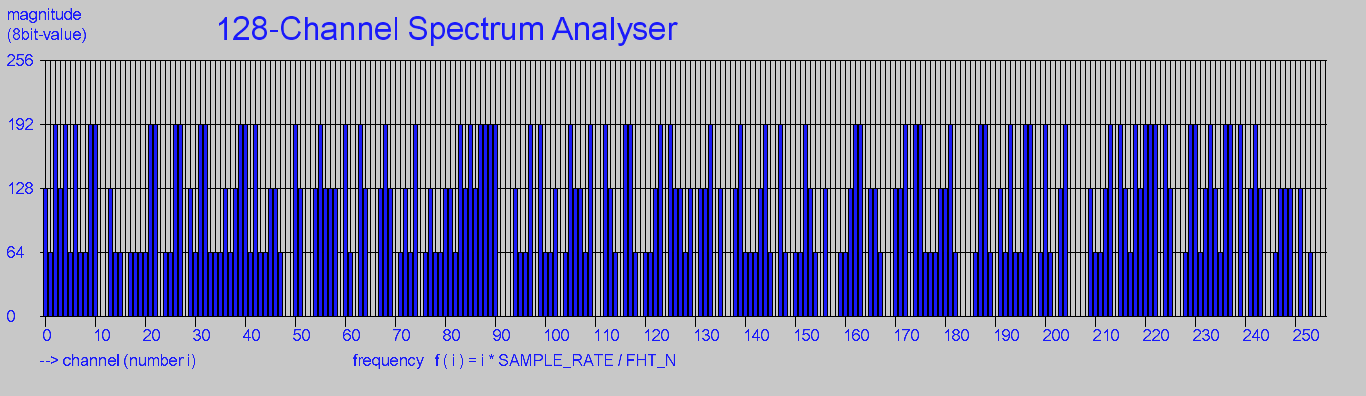 magnitude
(8bit-value)
128-Channel Spectrum Analyser
256
192
128
64
0
0 10 20 30 40 50 60 70 80 90 100 110 120 130 140 150 160 170 180 190 200 210 220 230 240 250
--> channel (number i) frequency f ( i ) = i * SAMPLE_RATE / FHT_N